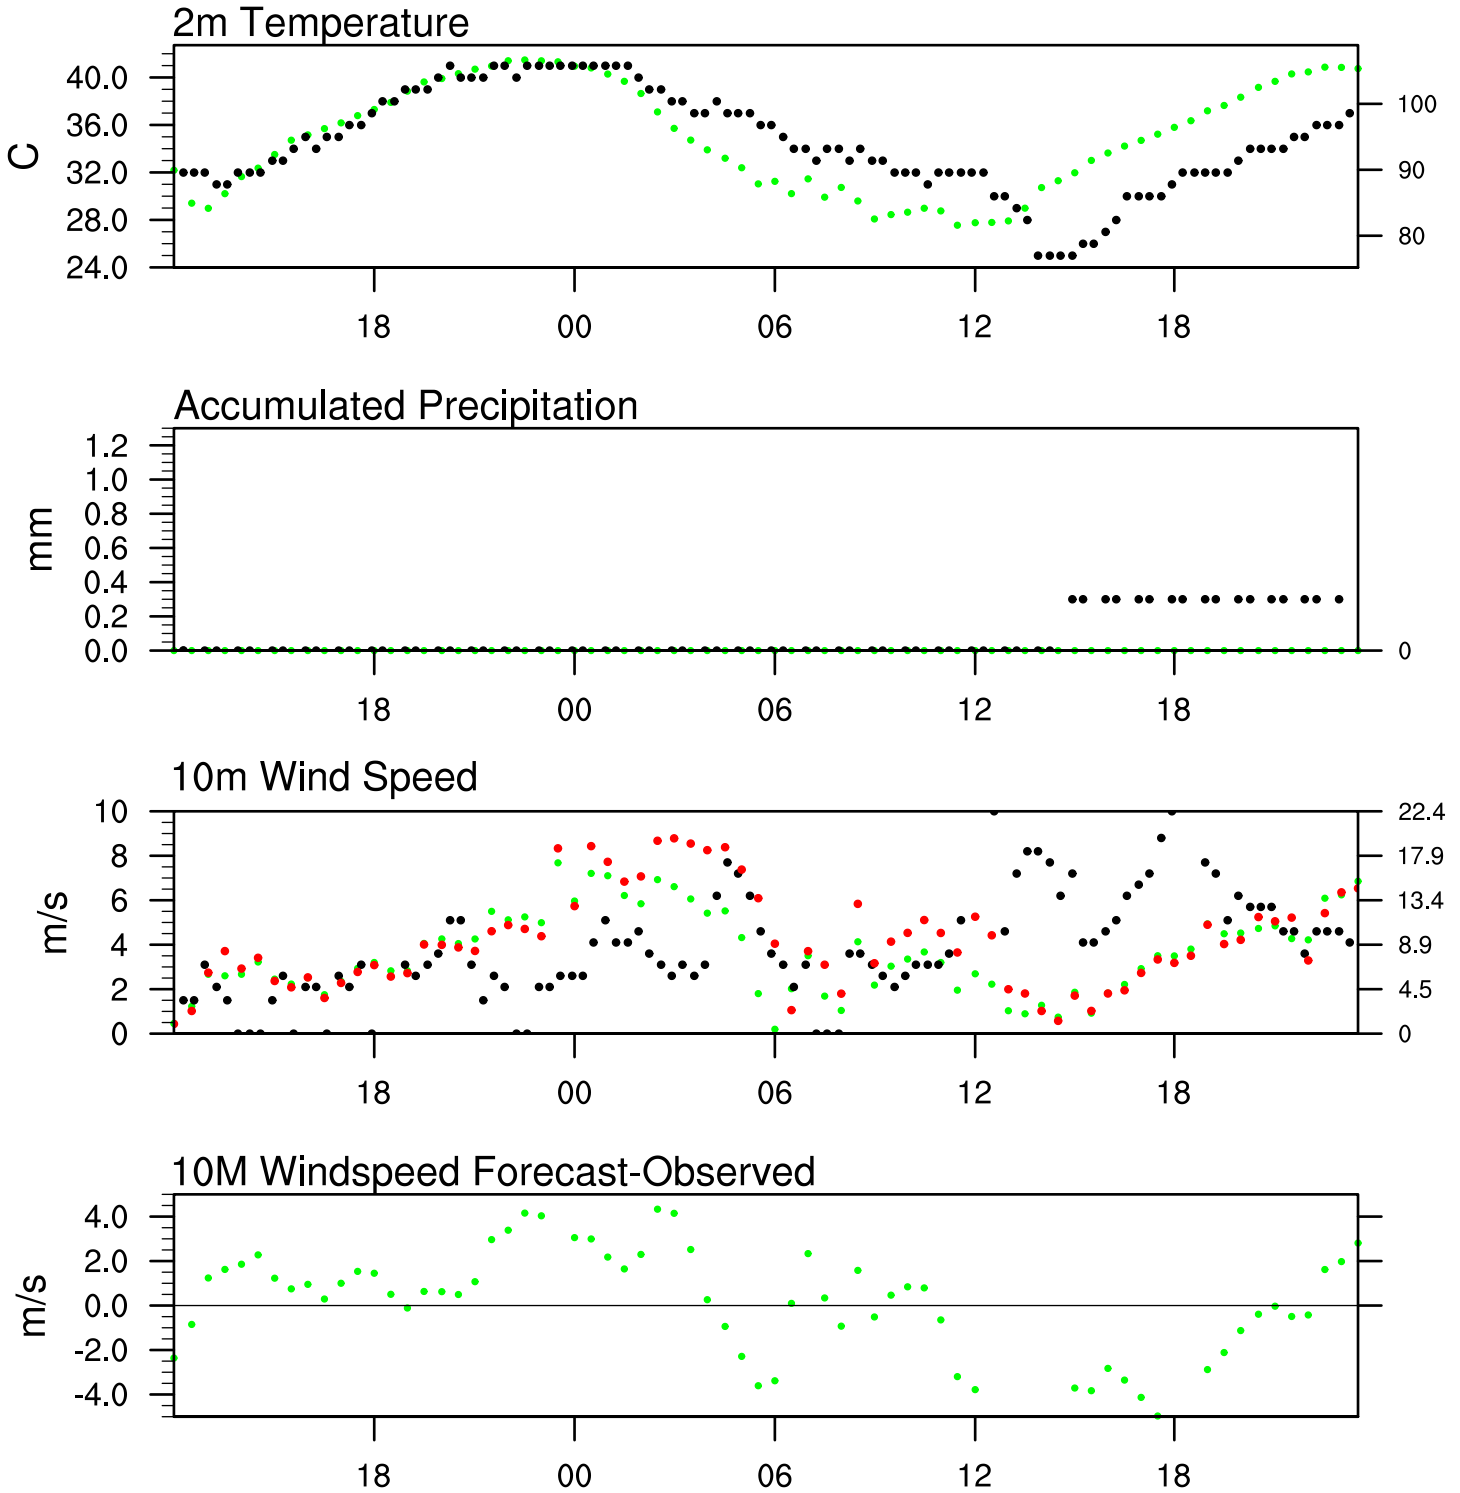 2m Temperature
40.0
36.0
32.0
28.0
24.0
C
100
90
80
18 00 06 12 18
Accumulated Precipitation
1.2
1.0
0.8
0.6
0.4
0.2
0.0
mm
0
18 00 06 12 18
10m Wind Speed
10
8
6
4
2
0
m/s
22.4
17.9
13.4
8.9
4.5
0
18 00 06 12 18
10M Windspeed Forecast-Observed
4.0
2.0
0.0
-2.0
-4.0
m/s
18 00 06 12 18